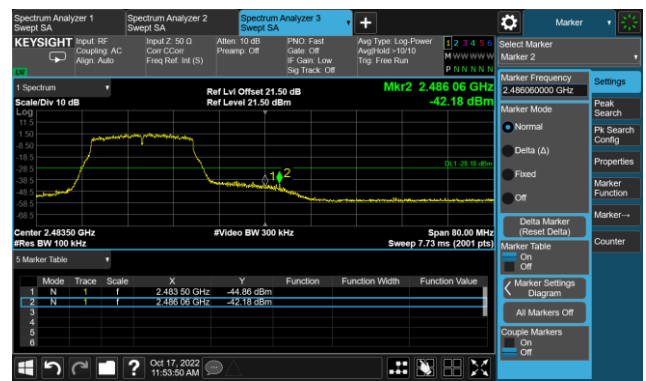 Spectrum Analyzer 1
Swept SA
Spectrum Analyzer 2
Swept SA
Spectrum Analyzer 3
Swept SA
Marker
KEYSIGHT
Input: RF
Coupling: AC
Align: Auto
Input Z: 50 Ω
Corr CCorr
Freq Ref: Int (S)
Atten: 10 dB
Preamp: Off
PNO: Fast
Gate: Off
IF Gain: Low
Sig Track: Off
Avg Type: Log-Power
Avg|Hold:>10/10
Trig: Free Run
1 2 3 4 5 6
M W W W W W
P N N N N N
LXI
Select Marker
Marker 2
1 Spectrum
Scale/Div 10 dB
Log
Ref Lvl Offset 21.50 dB
Ref Level 21.50 dBm
Mkr2 2.486 06 GHz
-42.18 dBm
11.5
1.50
-8.50
-18.5
-28.5
-38.5
-48.5
-58.5
-68.5
DL1 -28.18 dBm
1
2
Center 2.48350 GHz
#Res BW 100 kHz
#Video BW 300 kHz
Span 80.00 MHz
Sweep 7.73 ms (2001 pts)
5 Marker Table
Mode Trace Scale X Y Function Function Width Function Value
1 N 1 f 2.483 50 GHz -44.86 dBm
2 N 1 f 2.486 06 GHz -42.18 dBm
3
4
5
6
Marker Frequency
2.486060000 GHz
Marker Mode
Normal
Delta (Δ)
Fixed
Off
Delta Marker
(Reset Delta)
Marker Table
On
Off
Marker Settings
Diagram
All Markers Off
Couple Markers
On
Off
Settings
Peak
Search
Pk Search
Config
Properties
Marker
Function
Marker→
Counter
?
Oct 17, 2022
11:53:50 AM